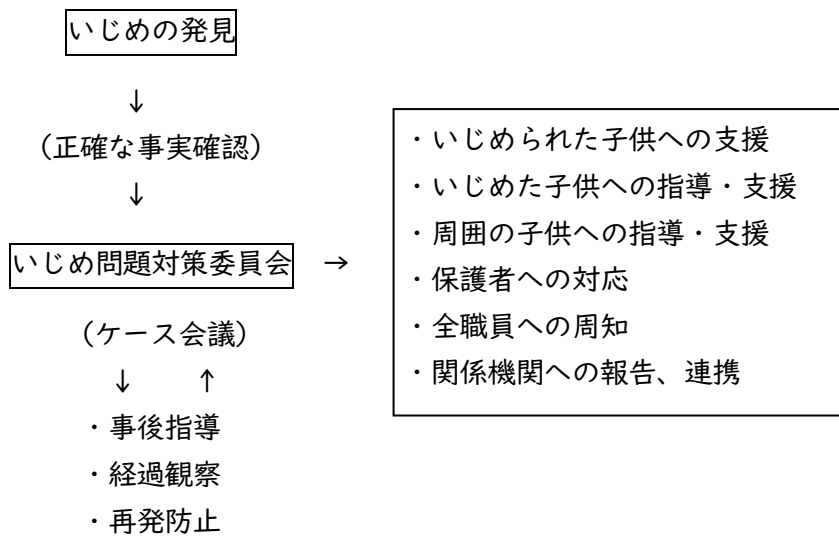 いじめの発見
↓
（正確な事実確認）
↓
いじめ問題対策委員会 →
（ケース会議）
↓ ↑
・事後指導
・経過観察
・再発防止
・いじめられた子供への支援
・いじめた子供への指導・支援
・周囲の子供への指導・支援
・保護者への対応
・全職員への周知
・関係機関への報告、連携